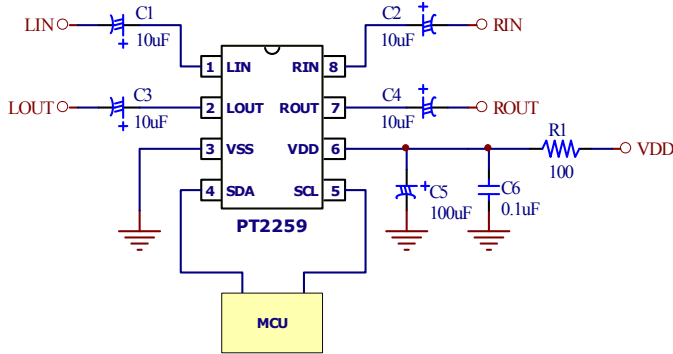 LIN C1 C2 RIN
+ 10uF 10uF +
1 LIN RIN 8
LOUT C3 C4 ROUT
+ 10uF 10uF +
2 LOUT ROUT 7
3 VSS VDD 6
R1 VDD
100
4 SDA SCL 5
+ C5 C6
100uF 0.1uF
PT2259
MCU